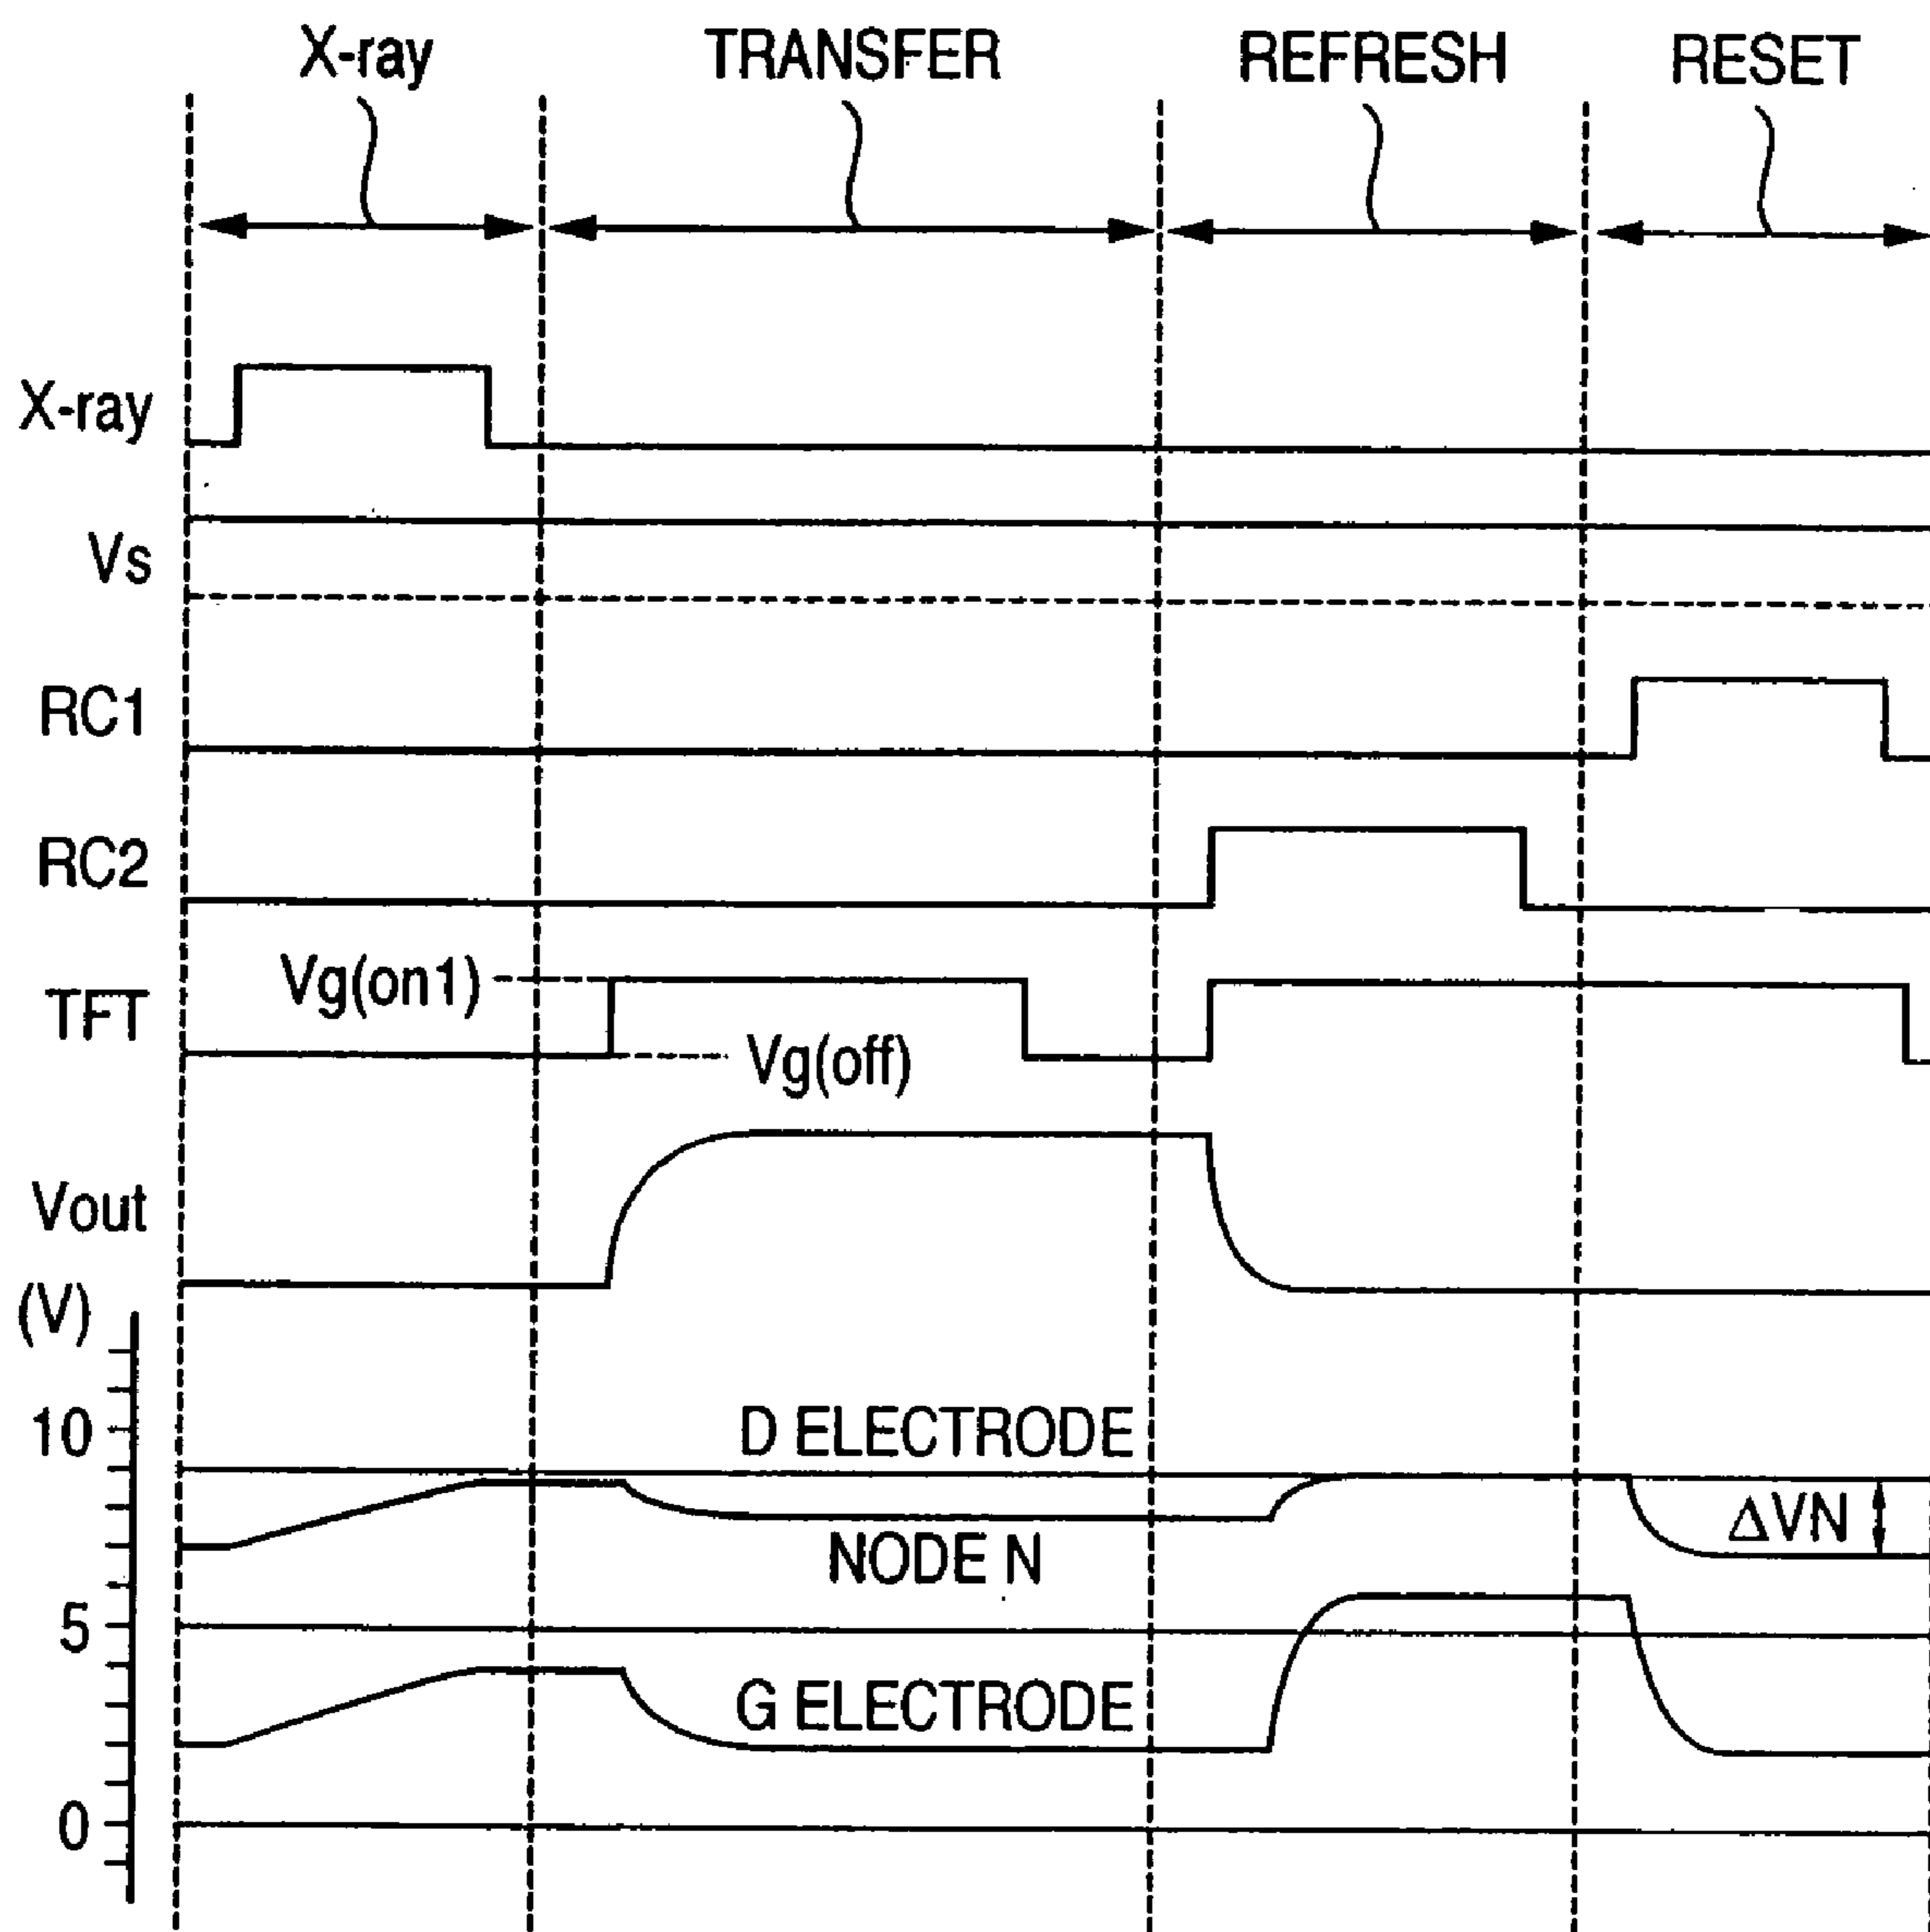 X-ray TRANSFER REFRESH RESET
X-ray
Vs
RC1
RC2
Vg(on1)
TFT
Vg(off)
Vout
(V)
10
D ELECTRODE
ΔVN
NODE N
5
G ELECTRODE
0